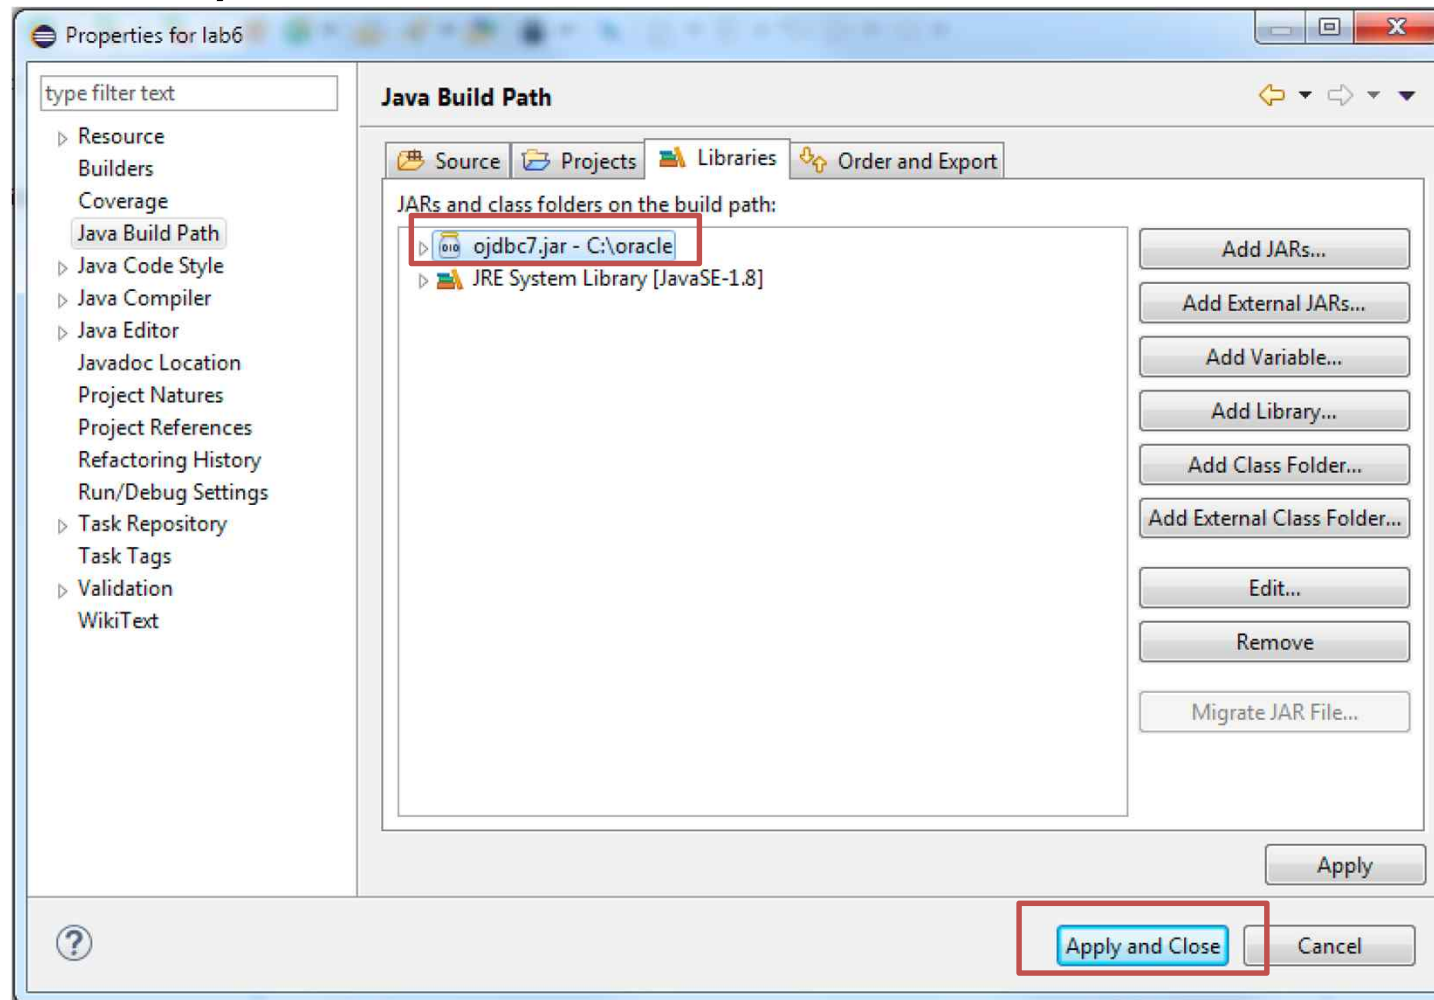 Properties for lab6
type filter text
Resource
Builders
Coverage
Java Build Path
Java Code Style
Java Compiler
Java Editor
Javadoc Location
Project Natures
Project References
Refactoring History
Run/Debug Settings
Task Repository
Task Tags
Validation
WikiText
Java Build Path
Source
Projects
Libraries
Order and Export
JARs and class folders on the build path:
ojdbc7.jar - C:\oracle
JRE System Library [JavaSE-1.8]
Add JARs...
Add External JARs...
Add Variable...
Add Library...
Add Class Folder...
Add External Class Folder...
Edit...
Remove
Migrate JAR File...
Apply
Apply and Close
Cancel